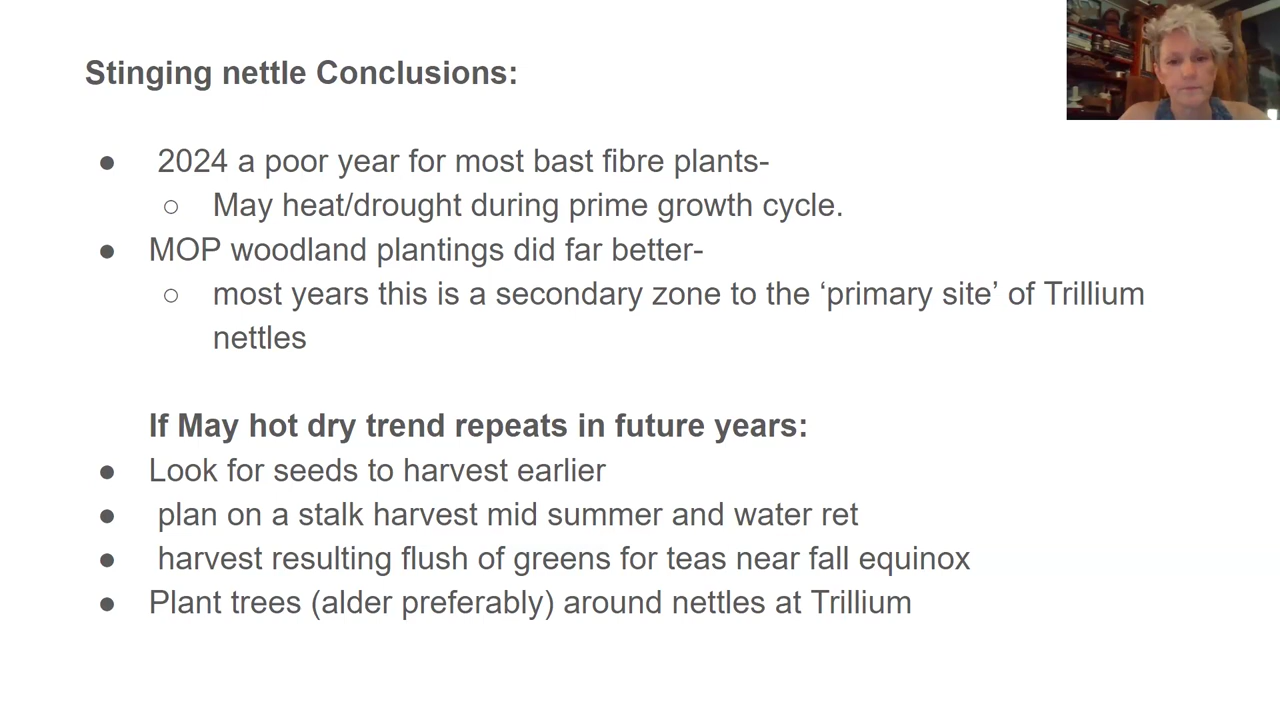 Stinging nettle Conclusions:
● 2024 a poor year for most bast fibre plants-
○ May heat/drought during prime growth cycle.
● MOP woodland plantings did far better-
○ most years this is a secondary zone to the ‘primary site’ of Trillium
nettles
If May hot dry trend repeats in future years:
● Look for seeds to harvest earlier
● plan on a stalk harvest mid summer and water ret
● harvest resulting flush of greens for teas near fall equinox
● Plant trees (alder preferably) around nettles at Trillium